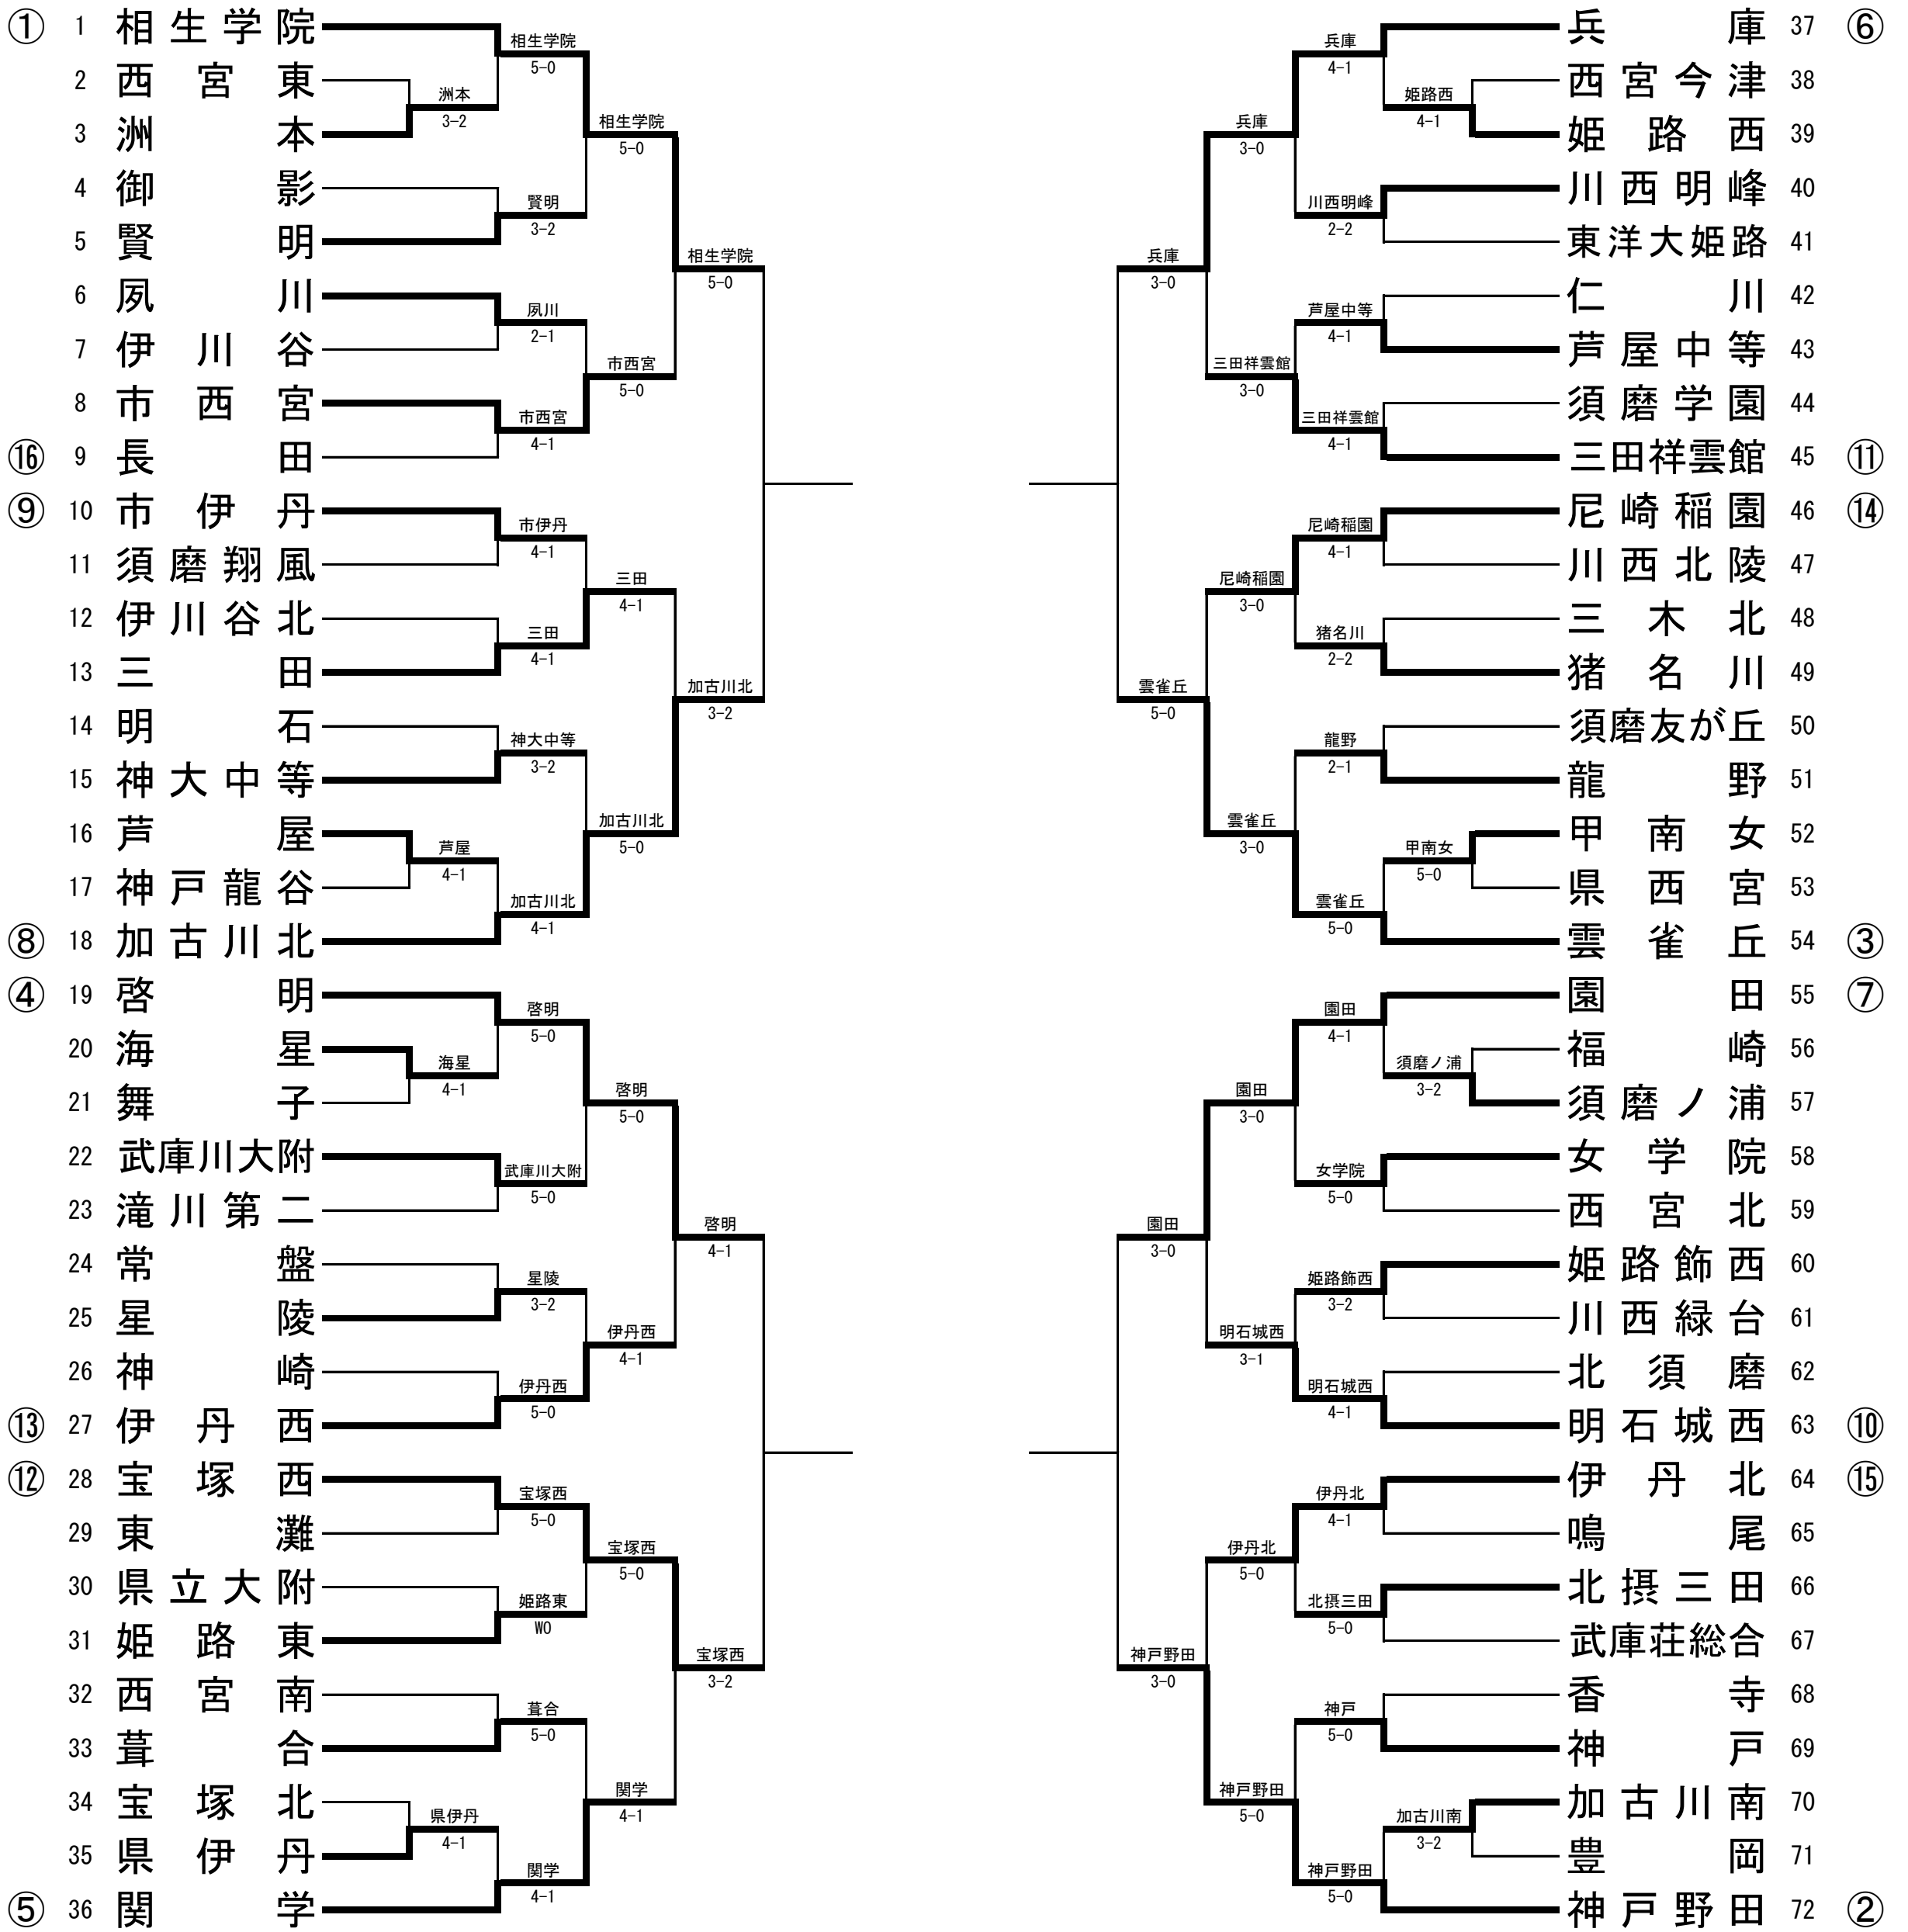 ① 1 相生学院
2 西宮東
3 洲本
4 御影
5 賢明
6 夙川
7 伊川谷
8 市西宮
⑯ 9 長田
⑨ 10 市伊丹
11 須磨翔風
12 伊川谷北
13 三田
14 明石
15 神大中等
16 芦屋
17 神戸龍谷
⑧ 18 加古川北
④ 19 啓明
20 海星
21 舞子
22 武庫川大附
23 滝川第二
24 常盤
25 星陵
26 神崎
⑬ 27 伊丹西
⑫ 28 宝塚西
29 東灘
30 県立大附
31 姫路東
32 西宮南
33 葺合
34 宝塚北
35 県伊丹
⑤ 36 関学
洲本
3-2
芦屋
4-1
海星
4-1
県伊丹
4-1
相生学院
5-0
賢明
3-2
夙川
2-1
市西宮
4-1
市伊丹
4-1
三田
4-1
神大中等
3-2
加古川北
4-1
啓明
5-0
武庫川大附
5-0
星陵
3-2
伊丹西
5-0
宝塚西
5-0
姫路東
WO
葺合
5-0
関学
4-1
相生学院
5-0
市西宮
5-0
三田
4-1
加古川北
5-0
啓明
5-0
伊丹西
4-1
宝塚西
5-0
関学
4-1
相生学院
5-0
加古川北
3-2
啓明
4-1
宝塚西
3-2
兵庫
3-0
雲雀丘
5-0
園田
3-0
神戸野田
3-0
兵庫
3-0
三田祥雲館
3-0
尼崎稲園
3-0
雲雀丘
3-0
園田
3-0
明石城西
3-1
伊丹北
5-0
神戸野田
5-0
兵庫
4-1
川西明峰
2-2
芦屋中等
4-1
三田祥雲館
4-1
尼崎稲園
4-1
猪名川
2-2
龍野
2-1
雲雀丘
5-0
園田
4-1
女学院
5-0
姫路飾西
3-2
明石城西
4-1
伊丹北
4-1
北摂三田
5-0
神戸
5-0
神戸野田
5-0
姫路西
4-1
甲南女
5-0
須磨ノ浦
3-2
加古川南
3-2
兵庫 37 ⑥
西宮今津 38
姫路西 39
川西明峰 40
東洋大姫路 41
仁川 42
芦屋中等 43
須磨学園 44
三田祥雲館 45 ⑪
尼崎稲園 46 ⑭
川西北陵 47
三木北 48
猪名川 49
須磨友が丘 50
龍野 51
甲南女 52
県西宮 53
雲雀丘 54 ③
園田 55 ⑦
福崎 56
須磨ノ浦 57
女学院 58
西宮北 59
姫路飾西 60
川西緑台 61
北須磨 62
明石城西 63 ⑩
伊丹北 64 ⑮
鳴尾 65
北摂三田 66
武庫荘総合 67
香寺 68
神戸 69
加古川南 70
豊岡 71
神戸野田 72 ②